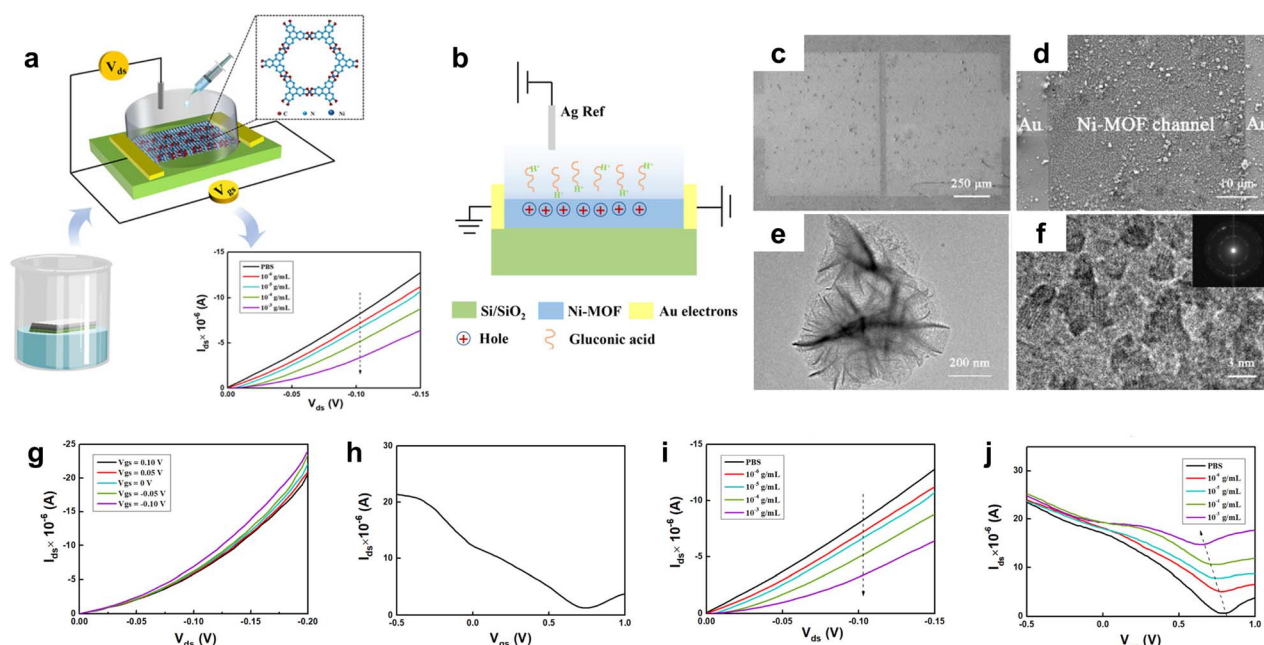 a
V_ds
C N Ni
V_gs
I_ds × 10⁻⁶ (A)
-15
-10
-5
0
PBS
10⁻⁶ g/mL
10⁻⁵ g/mL
10⁻⁴ g/mL
10⁻³ g/mL
0.00 -0.05 -0.10 -0.15
V_ds (V)
b
Ag Ref
H⁺ H⁺ H⁺ H⁺ H⁺ H⁺
Si/SiO₂ Ni-MOF Au electrons
Hole Gluconic acid
c
250 μm
d
Au Ni-MOF channel
10 μm
e
200 nm
f
nm
g
I_ds × 10⁻⁶ (A)
-25
-20
-15
-10
-5
0
Vgs = 0.10 V
Vgs = 0.05 V
Vgs = 0 V
Vgs = -0.05 V
Vgs = -0.10 V
0.00 -0.05 -0.10 -0.15 -0.20
V_ds (V)
h
I_ds × 10⁻⁶ (A)
30
20
10
0
-0.5 0.0 0.5 1.0
V_gs (V)
i
I_ds × 10⁻⁶ (A)
-15
-10
-5
0
PBS
10⁻⁶ g/mL
10⁻⁵ g/mL
10⁻⁴ g/mL
10⁻³ g/mL
0.00 -0.05 -0.10 -0.15
V_ds (V)
j
I_ds × 10⁻⁶ (A)
30
20
10
0
PBS
10⁻⁶ g/mL
10⁻⁵ g/mL
10⁻⁴ g/mL
10⁻³ g/mL
-0.5 0.0 0.5 1.0
V (V)